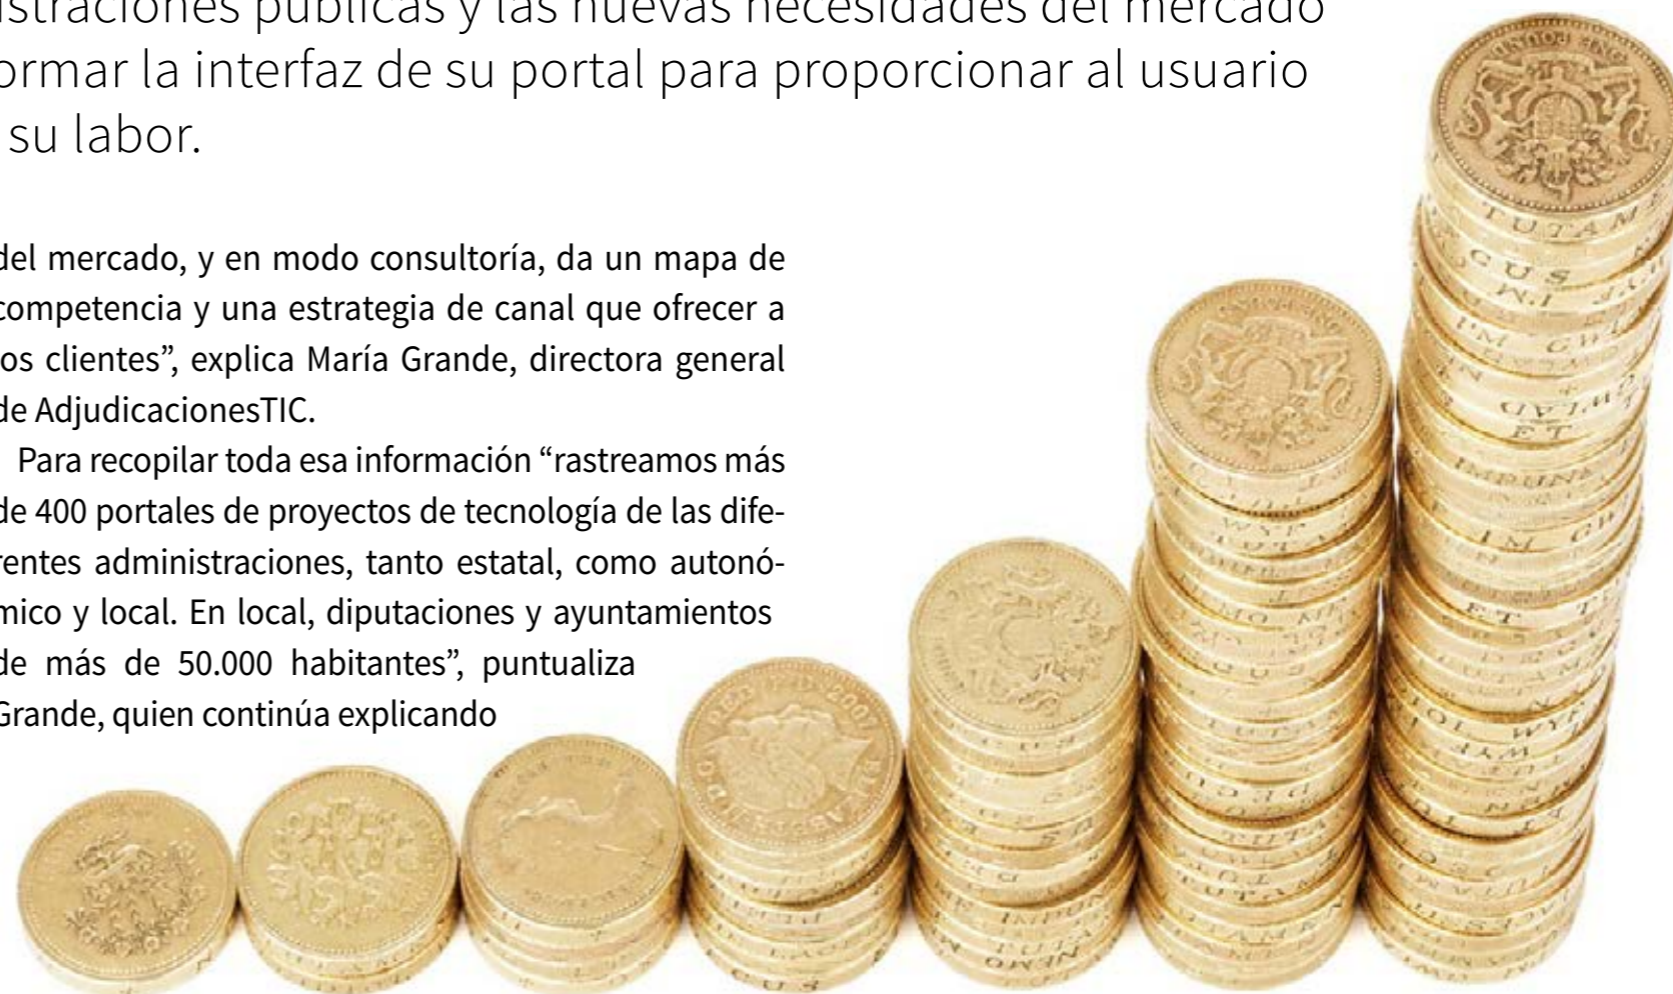 istraciones públicas y las nuevas necesidades del mercado
ormar la interfaz de su portal para proporcionar al usuario
su labor.
del mercado, y en modo consultoría, da un mapa de
competencia y una estrategia de canal que ofrecer a
os clientes”, explica María Grande, directora general
de AdjudicacionesTIC.
Para recopilar toda esa información “rastreamos más
de 400 portales de proyectos de tecnología de las dife-
rentes administraciones, tanto estatal, como autonó-
mico y local. En local, diputaciones y ayuntamientos
de más de 50.000 habitantes”, puntualiza
Grande, quien continúa explicando